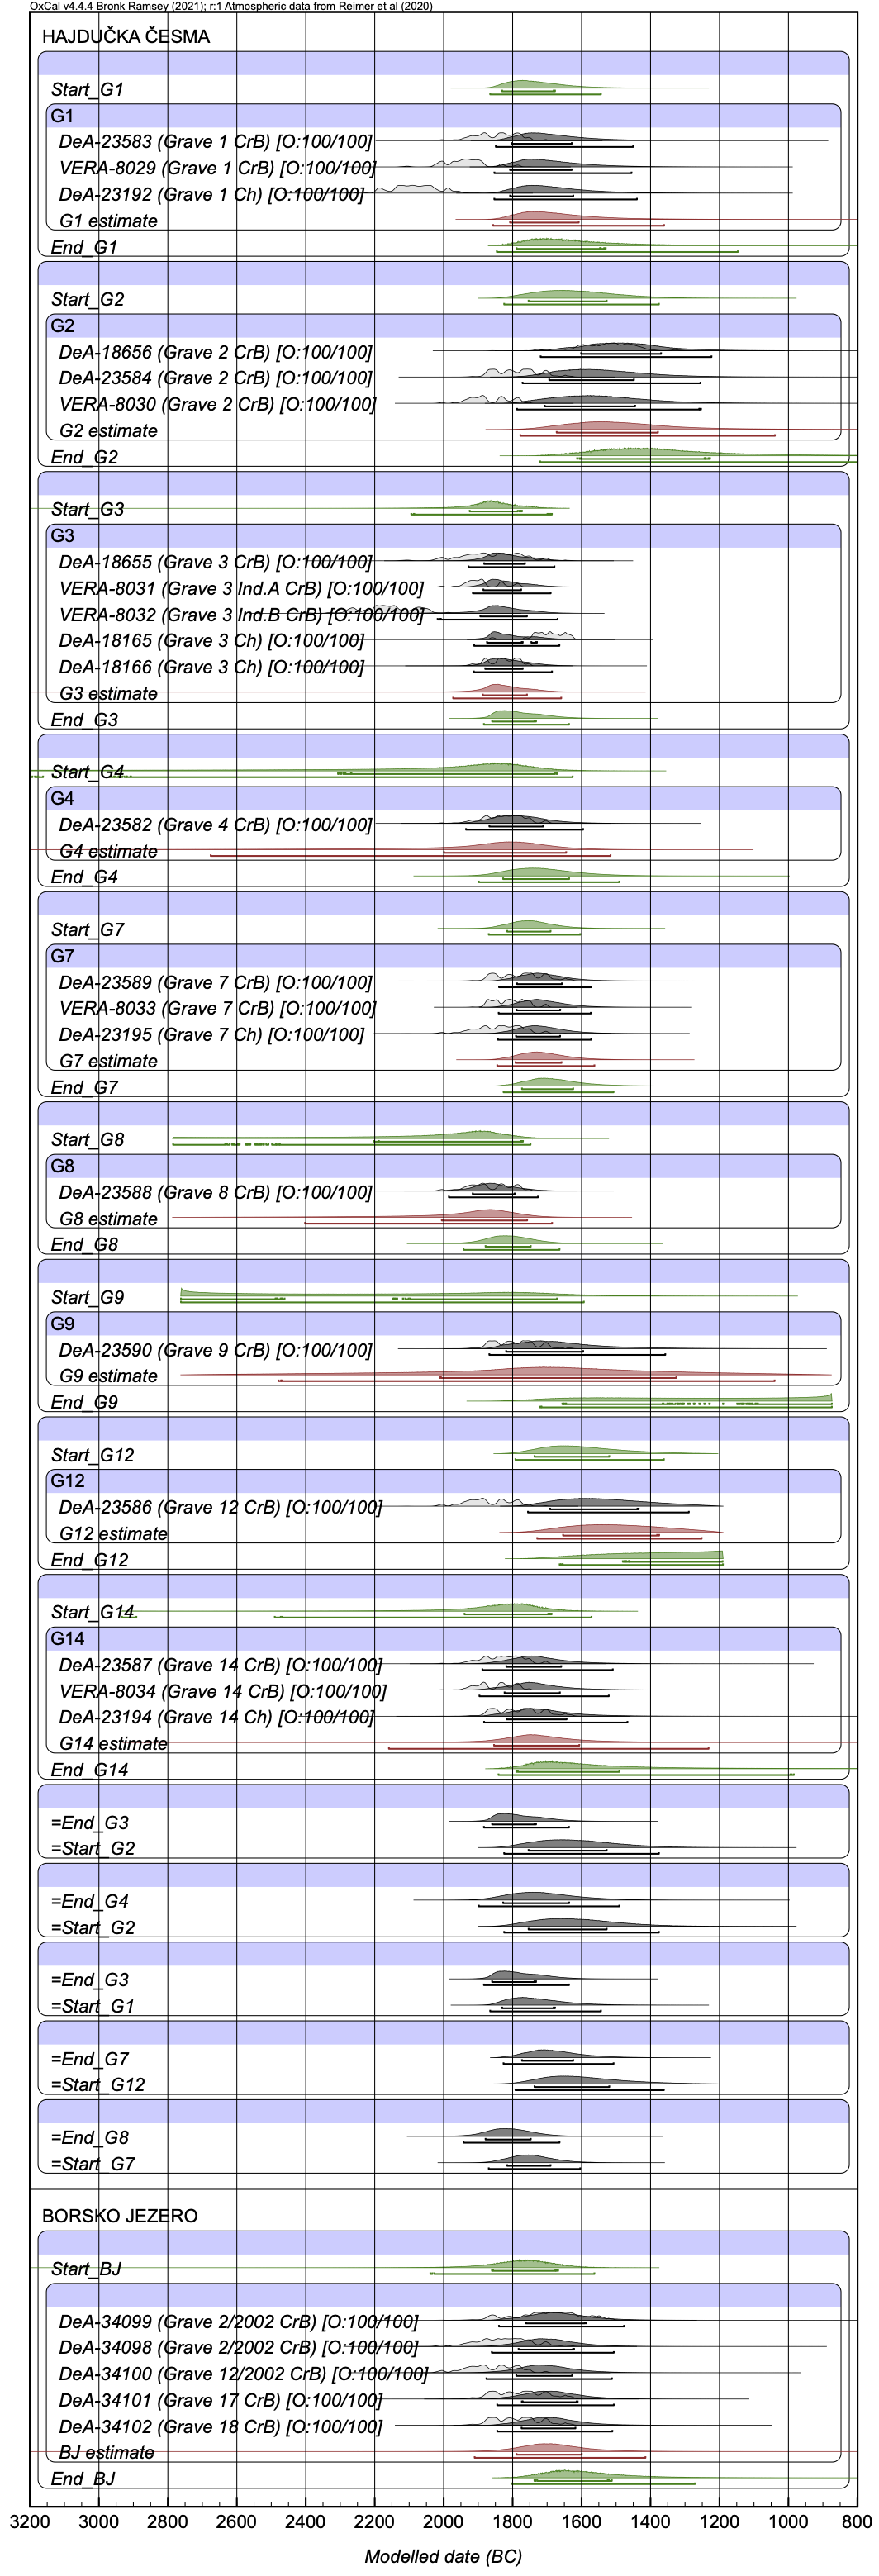 OxCal v4.4.4 Bronk Ramsey (2021); r:1 Atmospheric data from Reimer et al (2020)
HAJDUČKA ČESMA
Start_G1
G1
DeA-23583 (Grave 1 CrB) [O:100/100]
VERA-8029 (Grave 1 CrB) [O:100/100]
DeA-23192 (Grave 1 Ch) [O:100/100]
G1 estimate
End_G1
Start_G2
G2
DeA-18656 (Grave 2 CrB) [O:100/100]
DeA-23584 (Grave 2 CrB) [O:100/100]
VERA-8030 (Grave 2 CrB) [O:100/100]
G2 estimate
End_G2
Start_G3
G3
DeA-18655 (Grave 3 CrB) [O:100/100]
VERA-8031 (Grave 3 Ind.A CrB) [O:100/100]
VERA-8032 (Grave 3 Ind.B CrB) [O:100/100]
DeA-18165 (Grave 3 Ch) [O:100/100]
DeA-18166 (Grave 3 Ch) [O:100/100]
G3 estimate
End_G3
Start_G4
G4
DeA-23582 (Grave 4 CrB) [O:100/100]
G4 estimate
End_G4
Start_G7
G7
DeA-23589 (Grave 7 CrB) [O:100/100]
VERA-8033 (Grave 7 CrB) [O:100/100]
DeA-23195 (Grave 7 Ch) [O:100/100]
G7 estimate
End_G7
Start_G8
G8
DeA-23588 (Grave 8 CrB) [O:100/100]
G8 estimate
End_G8
Start_G9
G9
DeA-23590 (Grave 9 CrB) [O:100/100]
G9 estimate
End_G9
Start_G12
G12
DeA-23586 (Grave 12 CrB) [O:100/100]
G12 estimate
End_G12
Start_G14
G14
DeA-23587 (Grave 14 CrB) [O:100/100]
VERA-8034 (Grave 14 CrB) [O:100/100]
DeA-23194 (Grave 14 Ch) [O:100/100]
G14 estimate
End_G14
=End_G3
=Start_G2
=End_G4
=Start_G2
=End_G3
=Start_G1
=End_G7
=Start_G12
=End_G8
=Start_G7
BORSKO JEZERO
Start_BJ
DeA-34099 (Grave 2/2002 CrB) [O:100/100]
DeA-34098 (Grave 2/2002 CrB) [O:100/100]
DeA-34100 (Grave 12/2002 CrB) [O:100/100]
DeA-34101 (Grave 17 CrB) [O:100/100]
DeA-34102 (Grave 18 CrB) [O:100/100]
BJ estimate
End_BJ
3200 3000 2800 2600 2400 2200 2000 1800 1600 1400 1200 1000 800
Modelled date (BC)